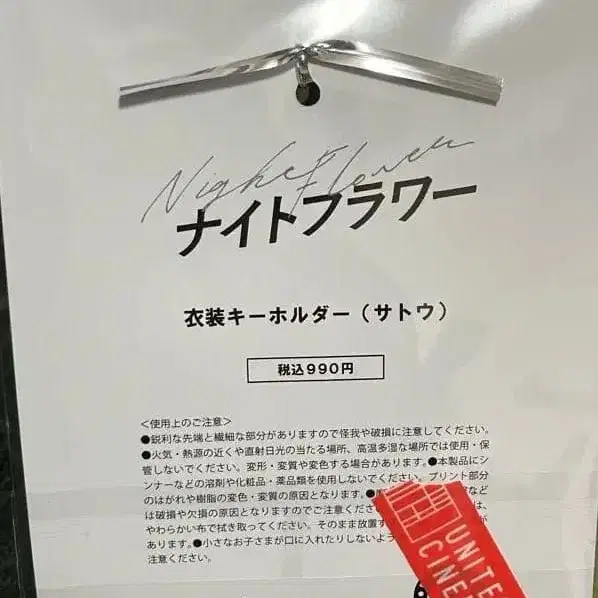 Night Flower
ナイトフラワー
衣装キーホルダー（サトウ）
税込990円
＜使用上のご注意＞
●鋭利な先端と繊細な部分がありますので怪我や破損に注意してください。
●火気・熱源の近くや直射日光の当たる場所、高温多湿な場所では使用・保
管しないでください。変形・変質や変色する場合があります。●本製品にシ
ンナーなどの溶剤や化粧品・薬品類を使用しないでください。プリント部分
のはがれや樹脂の変色・変質の原因となります。●
など
は破損や欠損の原因となりますのでご注意くださ
は、
やわらかい布で拭き取ってください。そのまま放置す
が
あります。●小さなお子さまが口に入れたりしないよう
注意ください。
UNITE
CINE